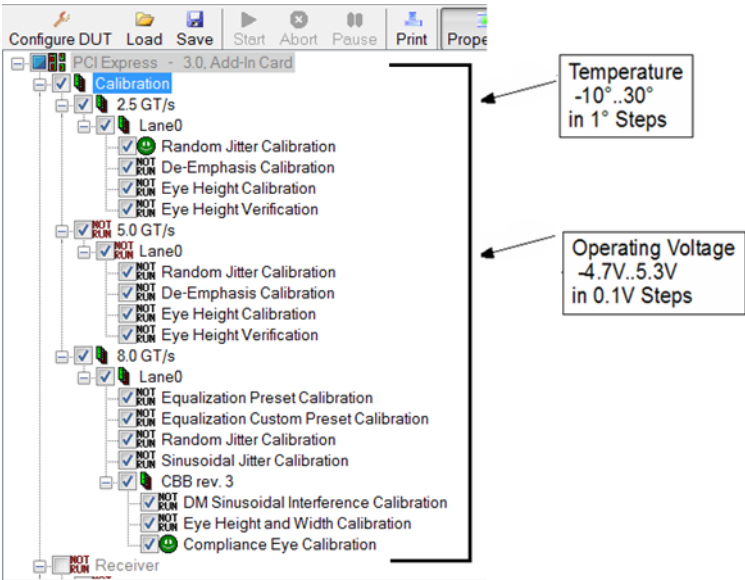 Configure DUT Load Save Start Abort Pause Print Prope
PCI Express - 3.0, Add-In Card
Calibration
2.5 GT/s
Lane0
Random Jitter Calibration
NOT RUN De-Emphasis Calibration
NOT RUN Eye Height Calibration
NOT RUN Eye Height Verification
NOT RUN 5.0 GT/s
NOT RUN Lane0
NOT RUN Random Jitter Calibration
NOT RUN De-Emphasis Calibration
NOT RUN Eye Height Calibration
NOT RUN Eye Height Verification
8.0 GT/s
Lane0
NOT RUN Equalization Preset Calibration
NOT RUN Equalization Custom Preset Calibration
NOT RUN Random Jitter Calibration
NOT RUN Sinusoidal Jitter Calibration
CBB rev. 3
NOT RUN DM Sinusoidal Interference Calibration
NOT RUN Eye Height and Width Calibration
Compliance Eye Calibration
NOT RUN Receiver
Temperature
-10°..30°
in 1° Steps
Operating Voltage
-4.7V..5.3V
in 0.1V Steps